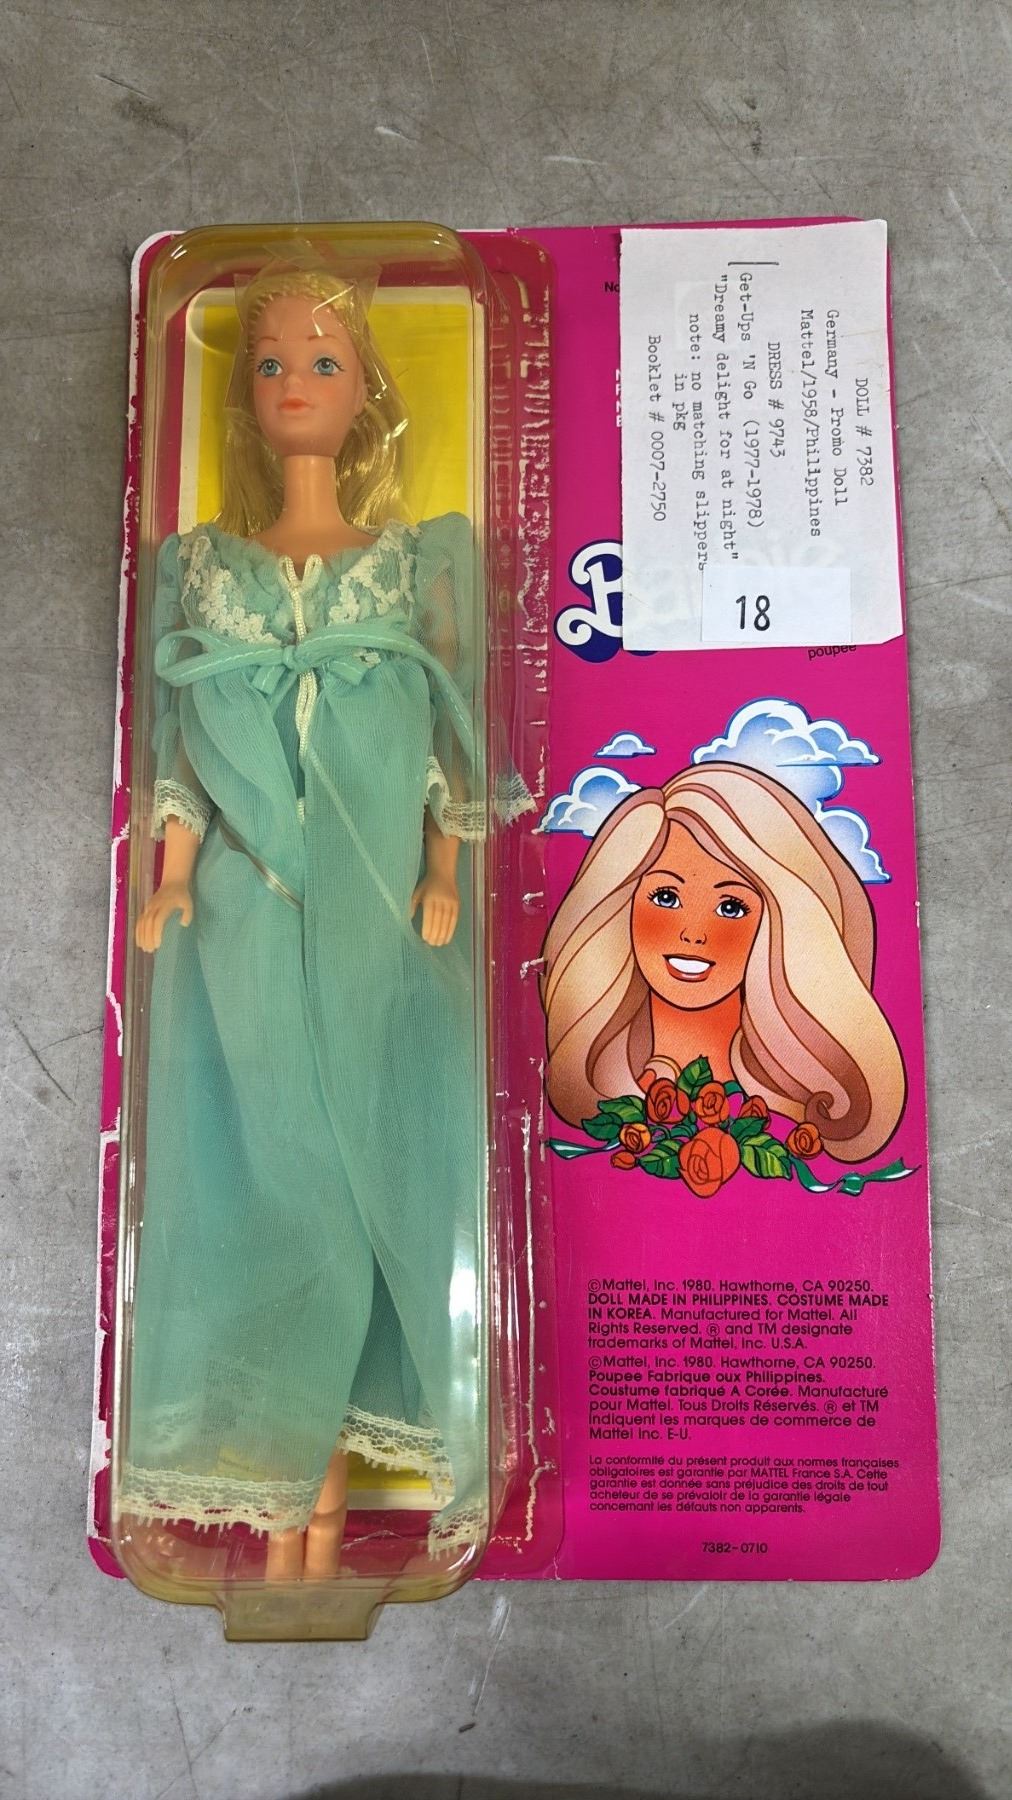 DOLL # 7382
Germany - Promo Doll
Mattel/1958/Philippines
DRESS # 9743
Get-Ups 'N Go (1977-1978)
"Dreamy delight for at night"
note: no matching slippers
in pkg
Booklet # 0007-2750
18
No
B
poupée
©Mattel, Inc. 1980. Hawthorne, CA 90250.
DOLL MADE IN PHILIPPINES. COSTUME MADE
IN KOREA. Manufactured for Mattel. All
Rights Reserved. ® and TM designate
trademarks of Mattel, Inc. U.S.A.
©Mattel, Inc. 1980. Hawthorne, CA 90250.
Poupee Fabrique oux Philippines.
Coustume fabriqué A Corée. Manufacturé
pour Mattel. Tous Droits Réservés. ® et TM
indiquent les marques de commerce de
Mattel Inc. E-U.
La conformité du présent produit aux normes françaises
obligatoires est garantie par MATTEL France S.A. Cette
garantie est donnée sans préjudice des droits de tout
acheteur de se prévaloir de la garantie légale
concernant les défauts non apparents.
7382-0710